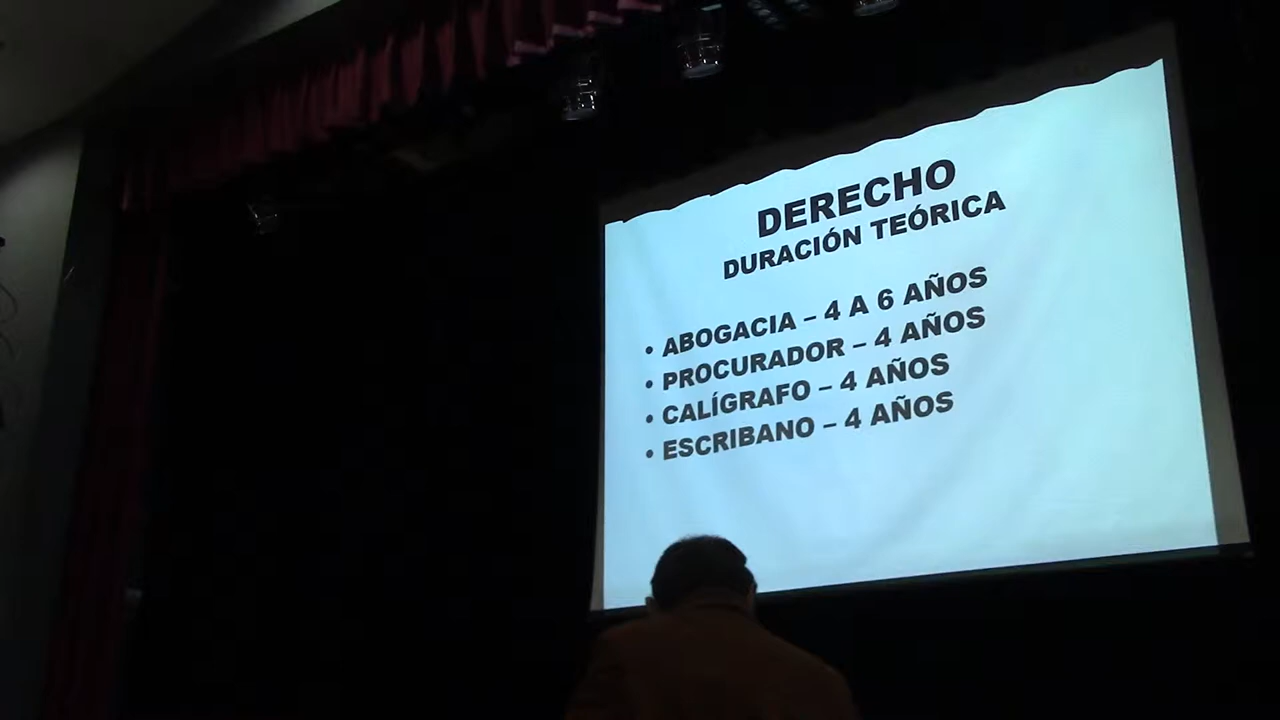 DERECHO
DURACIÓN TEÓRICA
• ABOGACIA – 4 A 6 AÑOS
• PROCURADOR – 4 AÑOS
• CALÍGRAFO – 4 AÑOS
• ESCRIBANO – 4 AÑOS